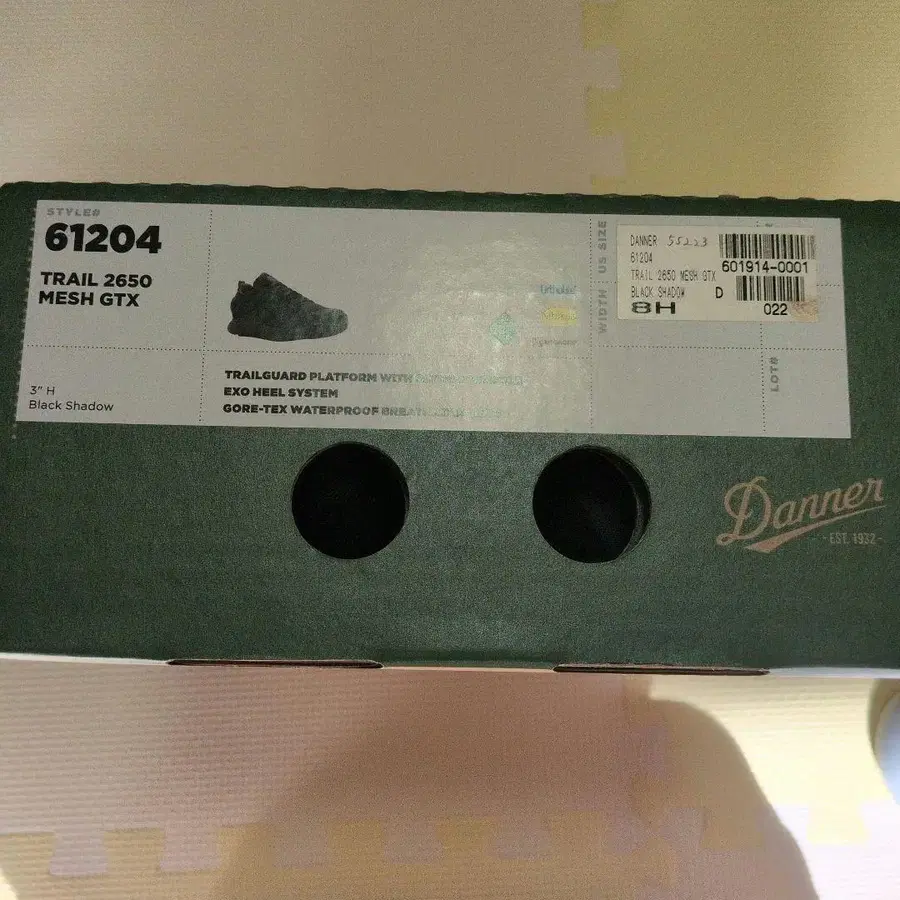 STYLE#
61204
TRAIL 2650
MESH GTX
3" H
Black Shadow
TRAILGUARD PLATFORM WITH
EXO HEEL SYSTEM
GORE-TEX WATERPROOF
US SIZE
WIDTH
LOT#
DANNER 55223
61204
TRAIL 2650 MESH GTX
BLACK SHADOW D
8H
601914-0001
022
Danner
-EST. 1932-